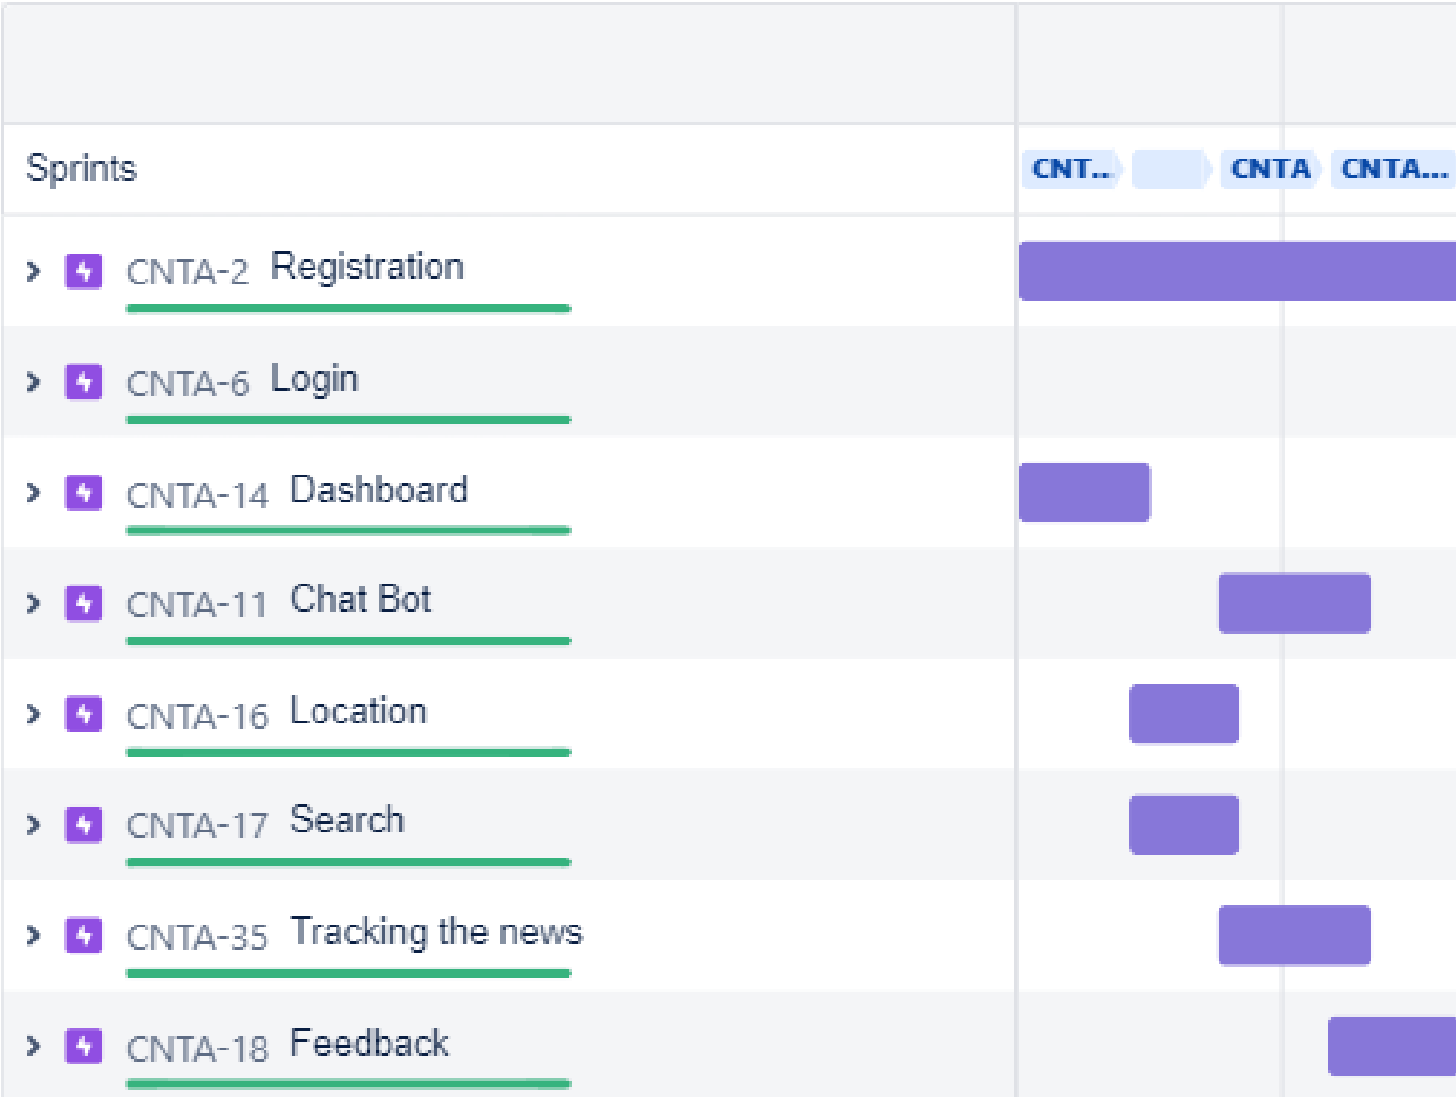 Sprints CNT... CNTA CNTA...
CNTA-2 Registration
CNTA-6 Login
CNTA-14 Dashboard
CNTA-11 Chat Bot
CNTA-16 Location
CNTA-17 Search
CNTA-35 Tracking the news
CNTA-18 Feedback